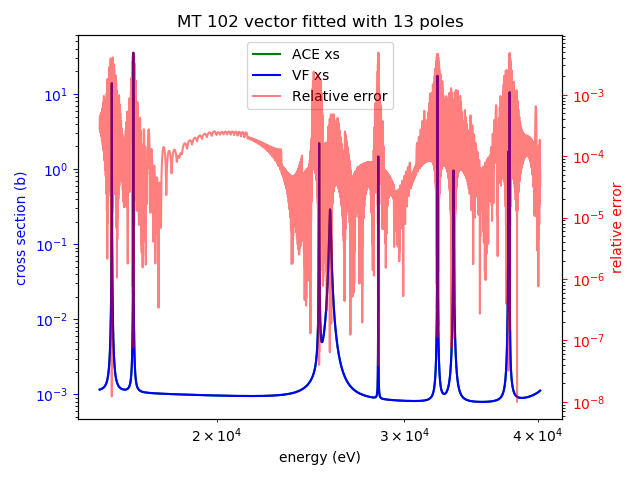 MT 102 vector fitted with 13 poles
ACE xs
VF xs
Relative error
cross section (b)
10¹
10⁰
10⁻¹
10⁻²
10⁻³
relative error
10⁻³
10⁻⁴
10⁻⁵
10⁻⁶
10⁻⁷
10⁻⁸
2 × 10⁴
3 × 10⁴
4 × 10⁴
energy (eV)